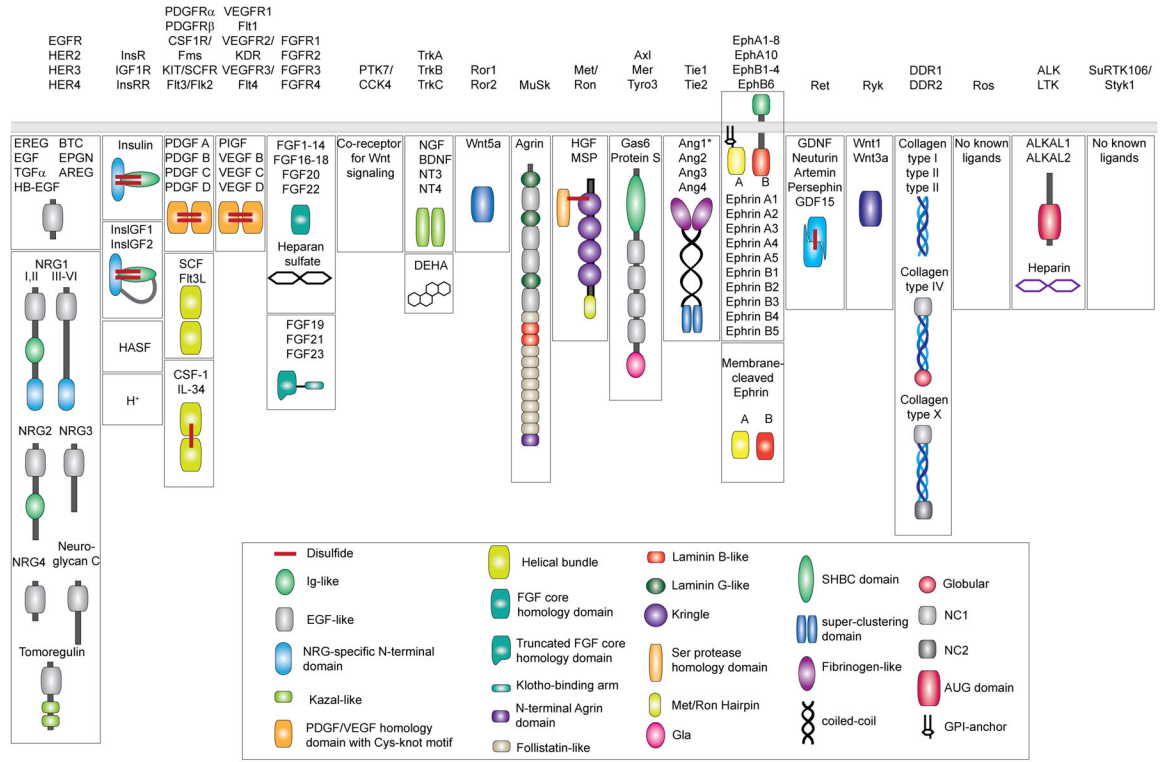 EGFR
HER2
HER3
HER4
InsR
IGF1R
InsRR
PDGFRα
PDGFRβ
CSF1R/
Fms
KIT/SCFR
Flt3/Flk2
VEGFR1
Flt1
VEGFR2/
KDR
VEGFR3/
Flt4
FGFR1
FGFR2
FGFR3
FGFR4
PTK7/
CCK4
TrkA
TrkB
TrkC
Ror1
Ror2
MuSk
Met/
Ron
Axl
Mer
Tyro3
Tie1
Tie2
EphA1-8
EphA10
EphB1-4
EphB6
Ret
Ryk
DDR1
DDR2
Ros
ALK
LTK
SuRTK106/
Styk1
EREG BTC
EGF EPGN
TGFα AREG
HB-EGF
NRG1
I,II III-VI
NRG2 NRG3
NRG4
Neuro-
glycan C
Tomoregulin
Insulin
InsIGF1
InsIGF2
HASF
H⁺
PDGF A
PDGF B
PDGF C
PDGF D
SCF
Flt3L
CSF-1
IL-34
PIGF
VEGF B
VEGF C
VEGF D
FGF1-14
FGF16-18
FGF20
FGF22
Heparan
sulfate
FGF19
FGF21
FGF23
Co-receptor
for Wnt
signaling
NGF
BDNF
NT3
NT4
DEHA
Wnt5a
Agrin
HGF
MSP
Gas6
Protein S
Ang1*
Ang2
Ang3
Ang4
A B
Ephrin A1
Ephrin A2
Ephrin A3
Ephrin A4
Ephrin A5
Ephrin B1
Ephrin B2
Ephrin B3
Ephrin B4
Ephrin B5
Membrane-
cleaved
Ephrin
A B
GDNF
Neuturin
Artemin
Persephin
GDF15
Wnt1
Wnt3a
Collagen
type I
type II
type II
Collagen
type IV
Collagen
type X
No known
ligands
ALKAL1
ALKAL2
Heparin
No known
ligands
Disulfide
Ig-like
EGF-like
NRG-specific N-terminal
domain
Kazal-like
PDGF/VEGF homology
domain with Cys-knot motif
Helical bundle
FGF core
homology domain
Truncated FGF core
homology domain
Klotho-binding arm
N-terminal Agrin
domain
Follistatin-like
Laminin B-like
Laminin G-like
Kringle
Ser protease
homology domain
Met/Ron Hairpin
Gla
SHBC domain
super-clustering
domain
Fibrinogen-like
coiled-coil
Globular
NC1
NC2
AUG domain
GPI-anchor